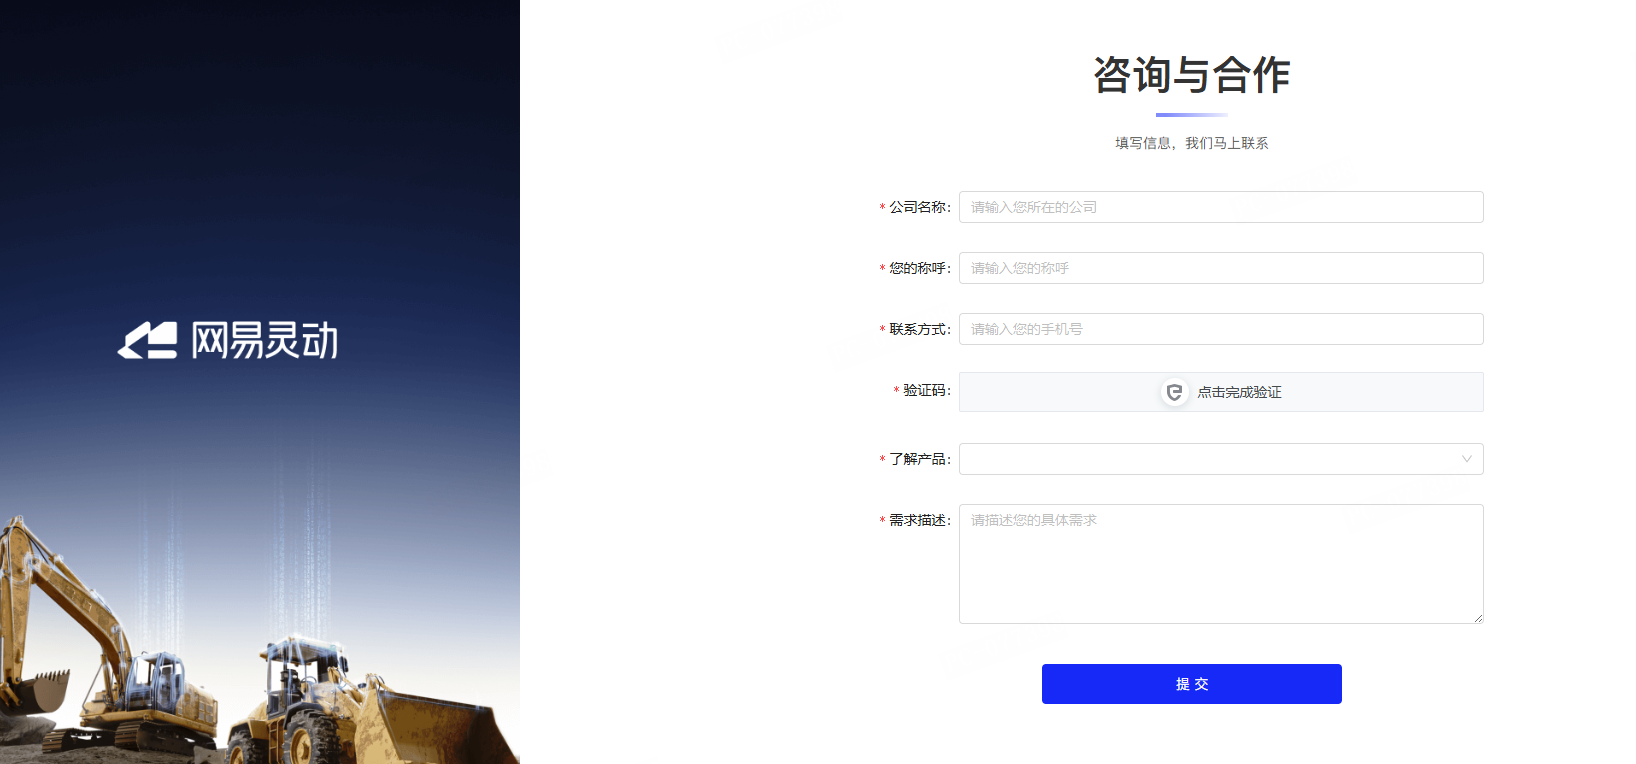 网易灵动
咨询与合作
填写信息，我们马上联系
* 公司名称：
请输入您所在的公司
* 您的称呼：
请输入您的称呼
* 联系方式：
请输入您的手机号
* 验证码：
点击完成验证
* 了解产品：
* 需求描述：
请描述您的具体需求
提 交